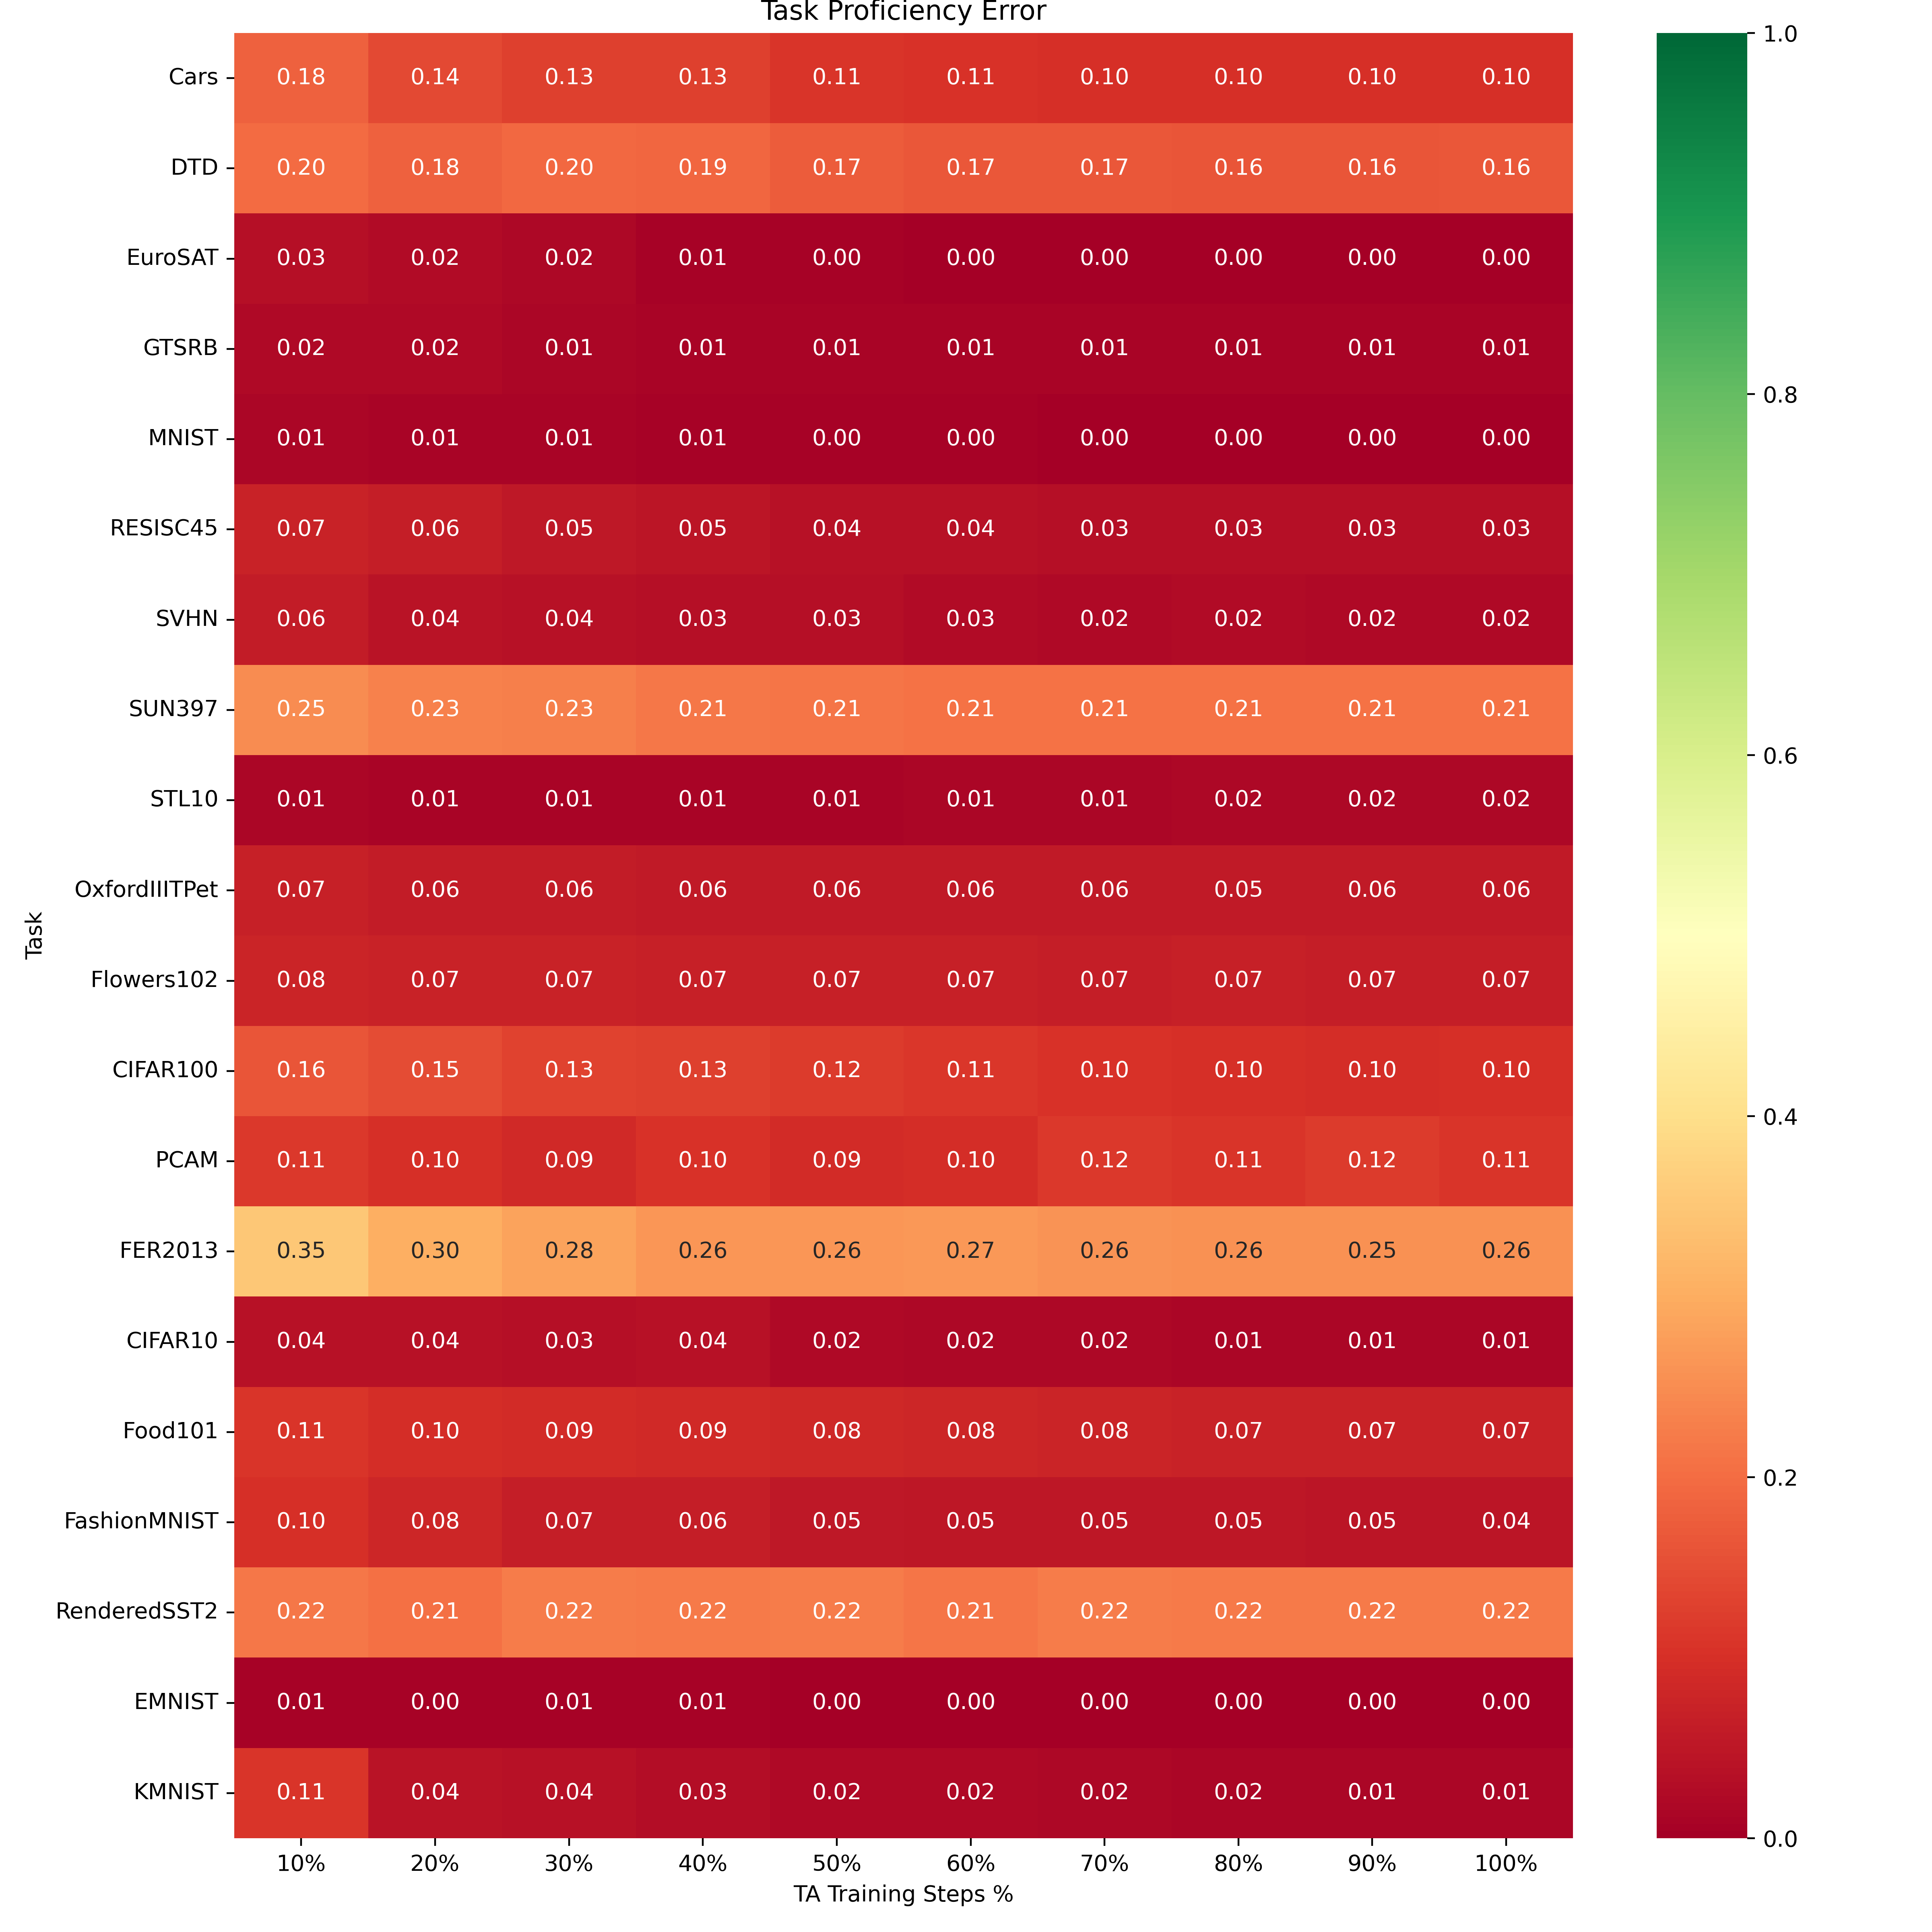 Task Proficiency Error
Cars 0.18 0.14 0.13 0.13 0.11 0.11 0.10 0.10 0.10 0.10
DTD 0.20 0.18 0.20 0.19 0.17 0.17 0.17 0.16 0.16 0.16
EuroSAT 0.03 0.02 0.02 0.01 0.00 0.00 0.00 0.00 0.00 0.00
GTSRB 0.02 0.02 0.01 0.01 0.01 0.01 0.01 0.01 0.01 0.01
MNIST 0.01 0.01 0.01 0.01 0.00 0.00 0.00 0.00 0.00 0.00
RESISC45 0.07 0.06 0.05 0.05 0.04 0.04 0.03 0.03 0.03 0.03
SVHN 0.06 0.04 0.04 0.03 0.03 0.03 0.02 0.02 0.02 0.02
SUN397 0.25 0.23 0.23 0.21 0.21 0.21 0.21 0.21 0.21 0.21
STL10 0.01 0.01 0.01 0.01 0.01 0.01 0.01 0.02 0.02 0.02
OxfordIIITPet 0.07 0.06 0.06 0.06 0.06 0.06 0.06 0.05 0.06 0.06
Flowers102 0.08 0.07 0.07 0.07 0.07 0.07 0.07 0.07 0.07 0.07
CIFAR100 0.16 0.15 0.13 0.13 0.12 0.11 0.10 0.10 0.10 0.10
PCAM 0.11 0.10 0.09 0.10 0.09 0.10 0.12 0.11 0.12 0.11
FER2013 0.35 0.30 0.28 0.26 0.26 0.27 0.26 0.26 0.25 0.26
CIFAR10 0.04 0.04 0.03 0.04 0.02 0.02 0.02 0.01 0.01 0.01
Food101 0.11 0.10 0.09 0.09 0.08 0.08 0.08 0.07 0.07 0.07
FashionMNIST 0.10 0.08 0.07 0.06 0.05 0.05 0.05 0.05 0.05 0.04
RenderedSST2 0.22 0.21 0.22 0.22 0.22 0.21 0.22 0.22 0.22 0.22
EMNIST 0.01 0.00 0.01 0.01 0.00 0.00 0.00 0.00 0.00 0.00
KMNIST 0.11 0.04 0.04 0.03 0.02 0.02 0.02 0.02 0.01 0.01
10% 20% 30% 40% 50% 60% 70% 80% 90% 100%
TA Training Steps %
Task
1.0
0.8
0.6
0.4
0.2
0.0